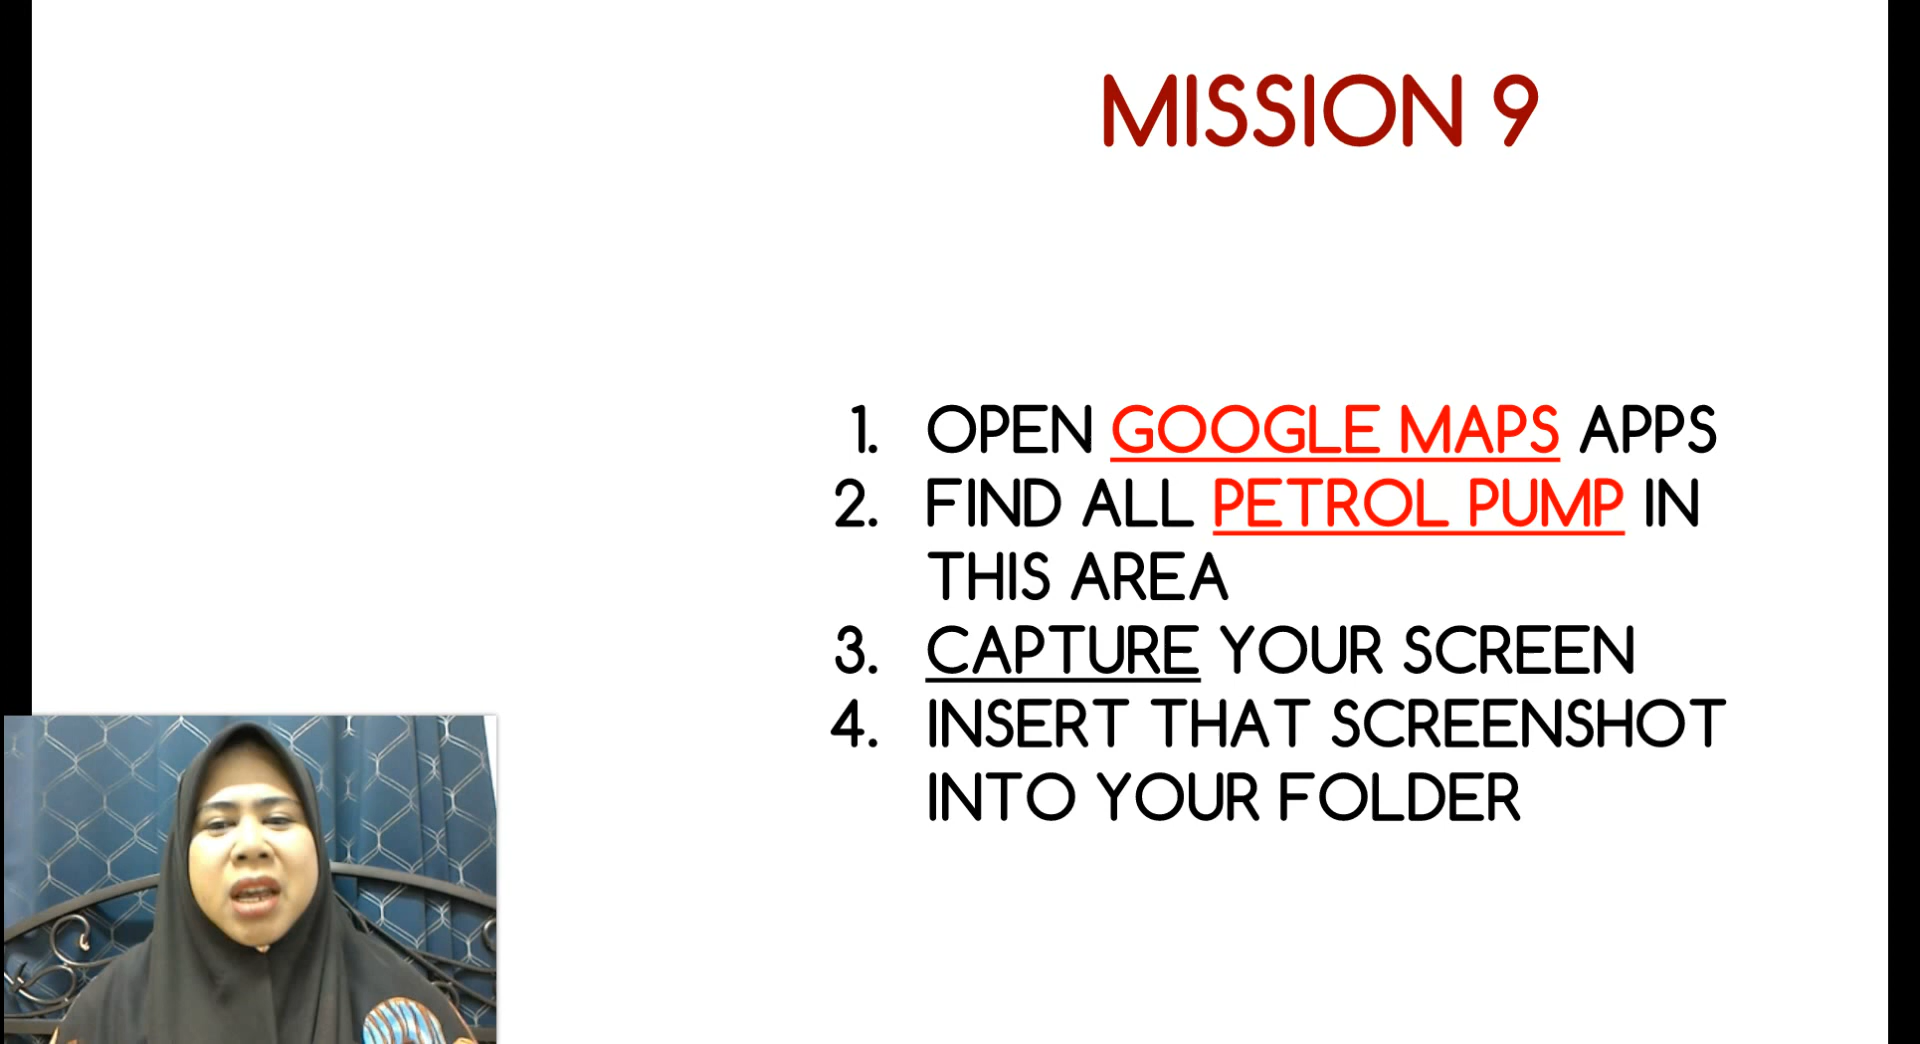 MISSION 9
1. OPEN GOOGLE MAPS APPS
2. FIND ALL PETROL PUMP IN
THIS AREA
3. CAPTURE YOUR SCREEN
4. INSERT THAT SCREENSHOT
INTO YOUR FOLDER